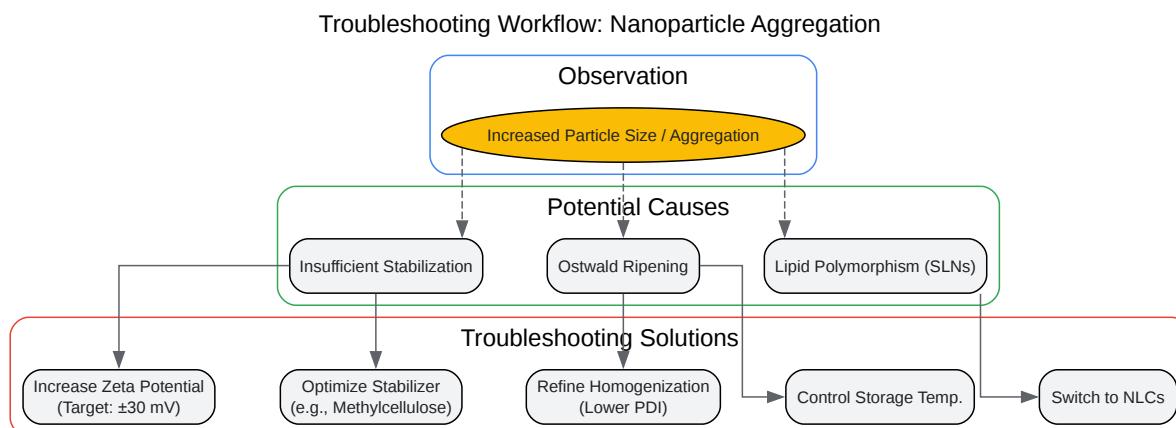 Troubleshooting Workflow: Nanoparticle Aggregation
Observation
Increased Particle Size / Aggregation
Potential Causes
Insufficient Stabilization
Ostwald Ripening
Lipid Polymorphism (SLNs)
Troubleshooting Solutions
Increase Zeta Potential
(Target: ±30 mV)
Optimize Stabilizer
(e.g., Methylcellulose)
Refine Homogenization
(Lower PDI)
Control Storage Temp.
Switch to NLCs